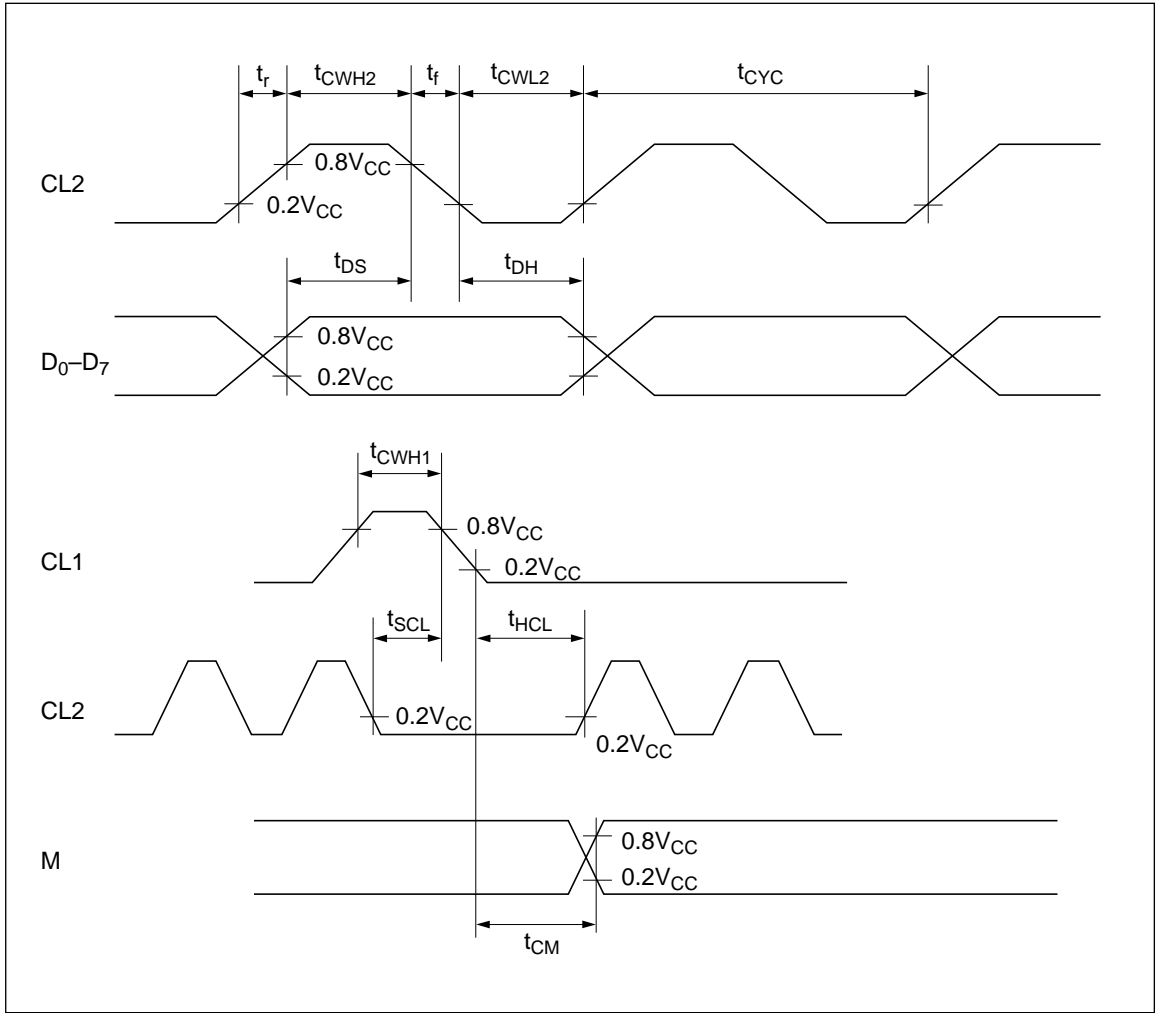 tr tCWH2 tf tCWL2 tCYC
CL2
0.8VCC
0.2VCC
tDS tDH
D0–D7
0.8VCC
0.2VCC
tCWH1
CL1
0.8VCC
0.2VCC
tSCL tHCL
CL2
0.2VCC
0.2VCC
M
0.8VCC
0.2VCC
tCM